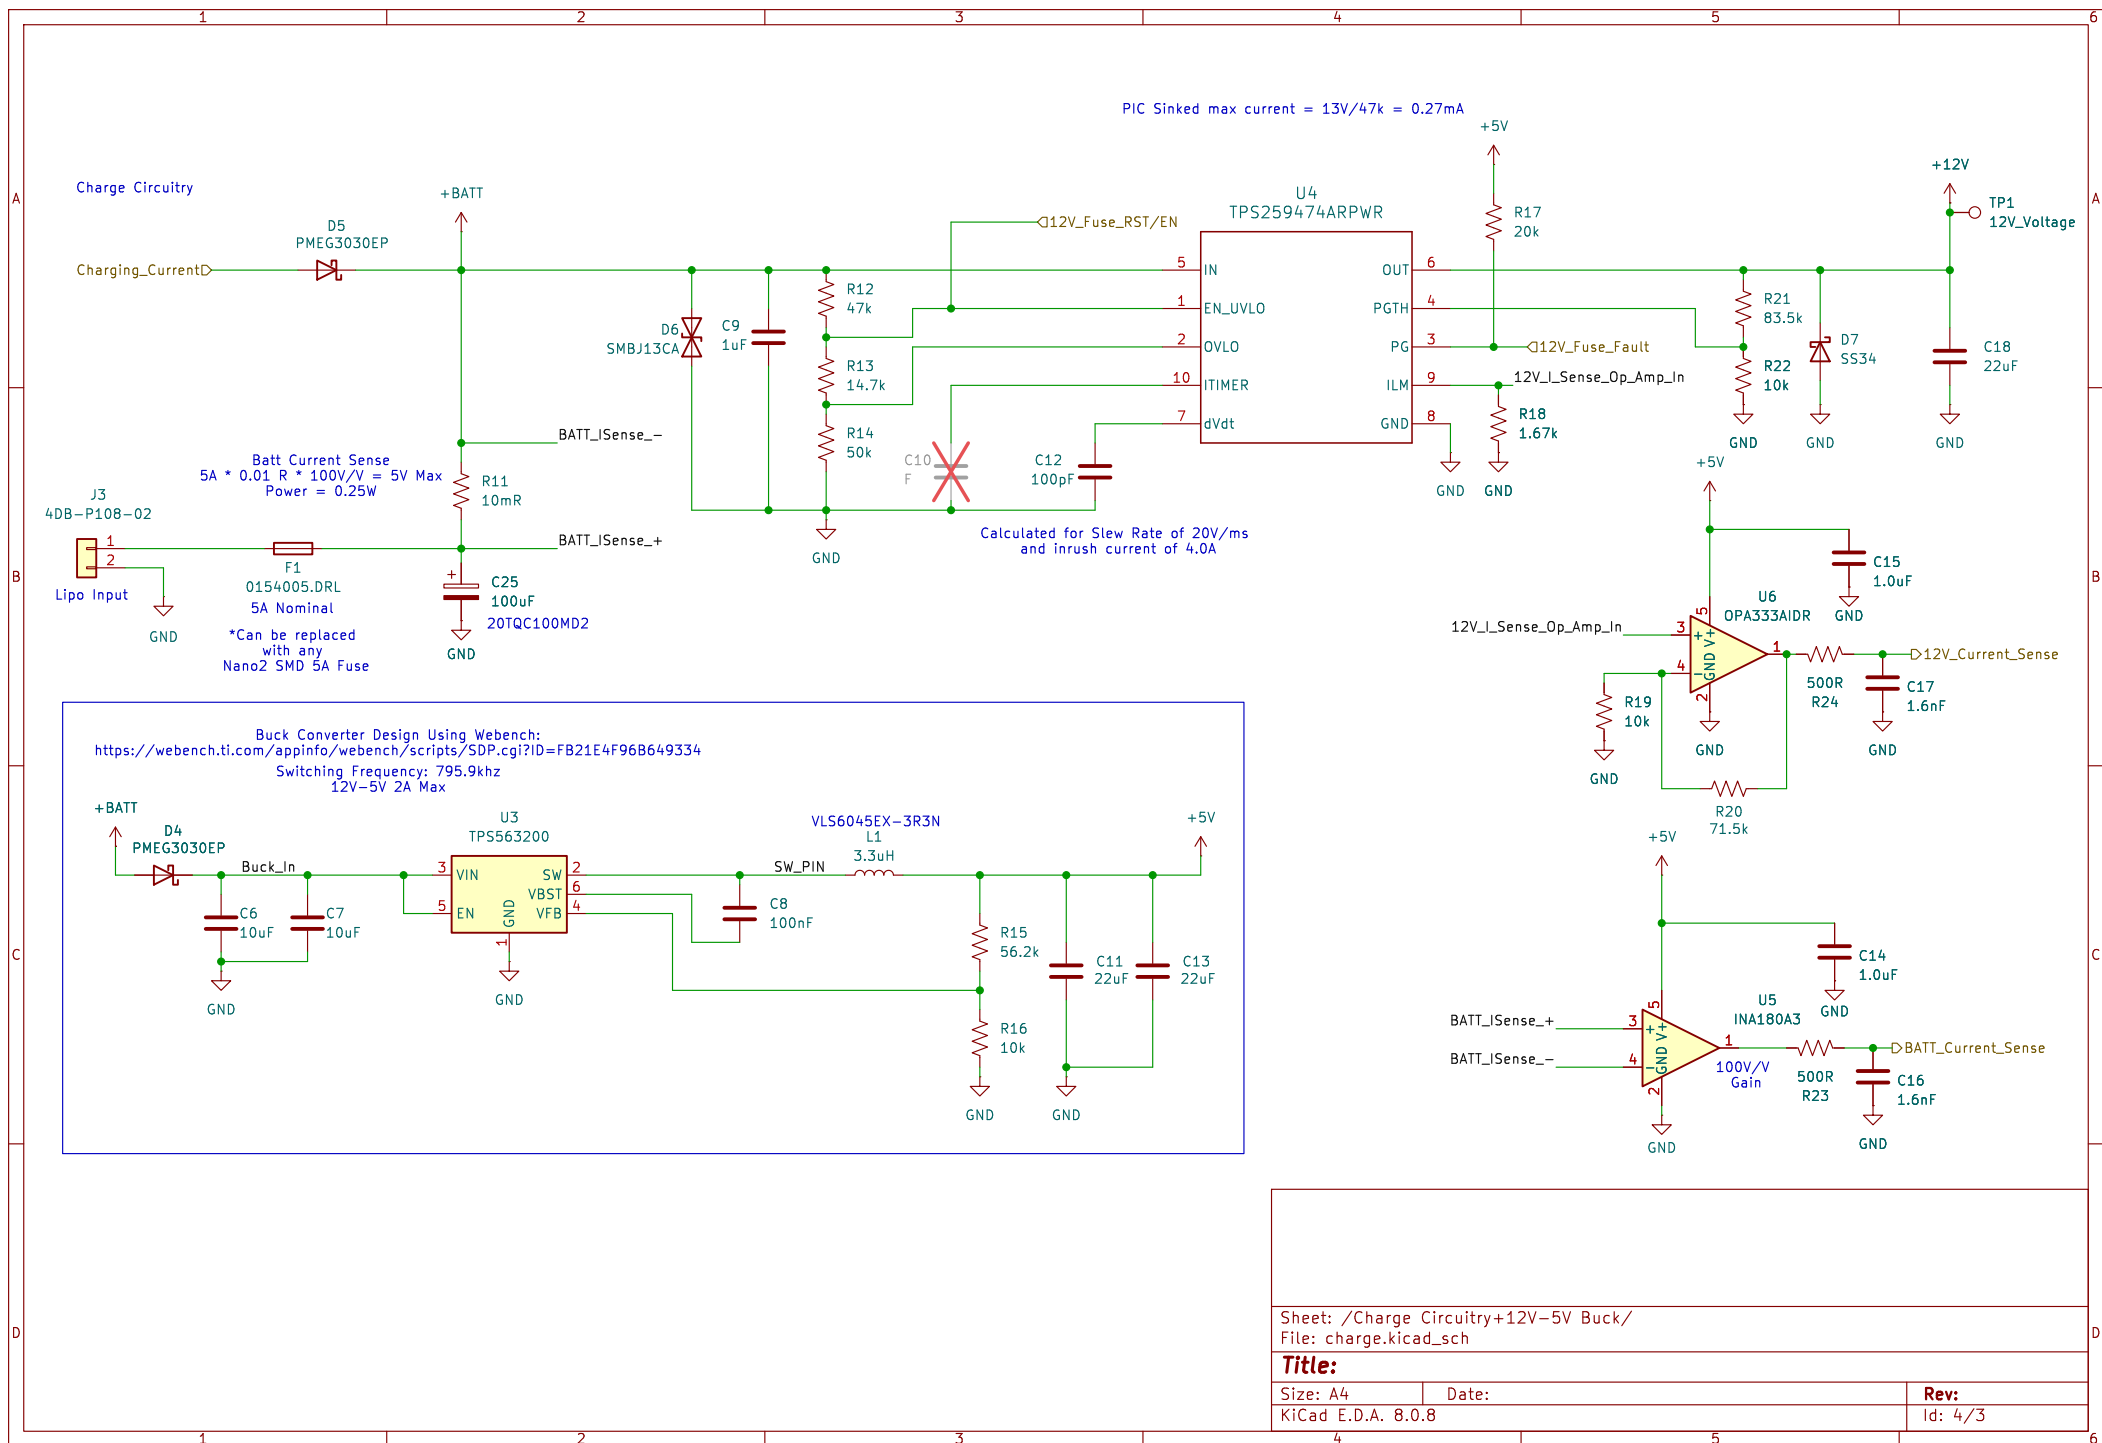 1 2 3 4 5 6
A
B
C
D
PIC Sinked max current = 13V/47k = 0.27mA
Charge Circuitry
Charging_Current
D5
PMEG3030EP
+BATT
D6
SMBJ13CA
C9
1uF
R12
47k
R13
14.7k
R14
50k
GND
12V_Fuse_RST/EN
U4
TPS259474ARPWR
5
IN
1
EN_UVLO
2
OVLO
10
ITIMER
7
dVdt
OUT
6
PGTH
4
PG
3
ILM
9
GND
8
C10
F
C12
100pF
Calculated for Slew Rate of 20V/ms
and inrush current of 4.0A
+5V
R17
20k
12V_Fuse_Fault
12V_I_Sense_Op_Amp_In
R18
1.67k
GND
GND
R21
83.5k
R22
10k
GND
D7
SS34
GND
+12V
TP1
12V_Voltage
C18
22uF
GND
BATT_ISense_-
Batt Current Sense
5A * 0.01 R * 100V/V = 5V Max
Power = 0.25W
R11
10mR
BATT_ISense_+
J3
4DB-P108-02
1
2
Lipo Input
GND
F1
0154005.DRL
5A Nominal
*Can be replaced
with any
Nano2 SMD 5A Fuse
+
C25
100uF
20TQC100MD2
GND
+5V
C15
1.0uF
GND
U6
OPA333AIDR
12V_I_Sense_Op_Amp_In
3
+
4
-
5
V+
GND
2
1
GND
R19
10k
GND
R20
71.5k
500R
R24
12V_Current_Sense
C17
1.6nF
GND
Buck Converter Design Using Webench:
https://webench.ti.com/appinfo/webench/scripts/SDP.cgi?ID=FB21E4F96B649334
Switching Frequency: 795.9khz
12V-5V 2A Max
+BATT
D4
PMEG3030EP
Buck_In
C6
10uF
C7
10uF
GND
U3
TPS563200
3
VIN
5
EN
GND
1
SW
2
VBST
6
VFB
4
GND
SW_PIN
C8
100nF
VLS6045EX-3R3N
L1
3.3uH
+5V
R15
56.2k
R16
10k
GND
C11
22uF
C13
22uF
GND
+5V
C14
1.0uF
GND
U5
INA180A3
BATT_ISense_+
3
+
BATT_ISense_-
4
-
5
V+
GND
2
1
GND
100V/V
Gain
500R
R23
BATT_Current_Sense
C16
1.6nF
GND
Sheet: /Charge Circuitry+12V-5V Buck/
File: charge.kicad_sch
Title:
Size: A4
Date:
Rev:
KiCad E.D.A. 8.0.8
Id: 4/3
A
B
C
D
1 2 3 4 5 6